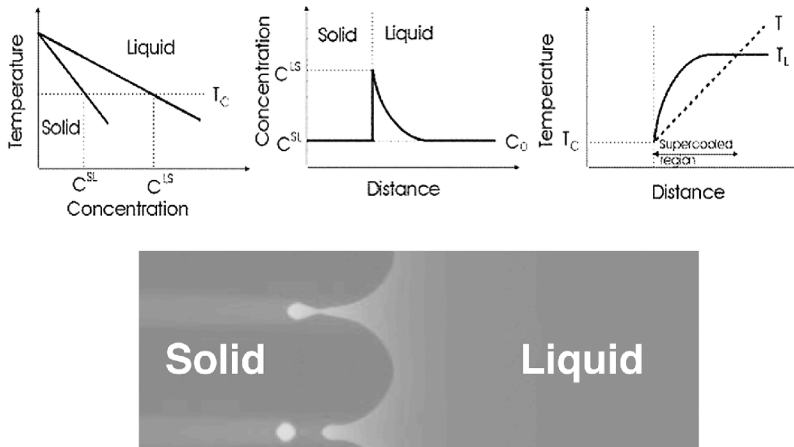 Temperature
Liquid
Solid
T_C
C^SL
C^LS
Concentration
Concentration
Solid
Liquid
C^LS
C^SL
C_0
Distance
Temperature
T
T_L
T_C
Supercooled
region
Distance
Solid
Liquid